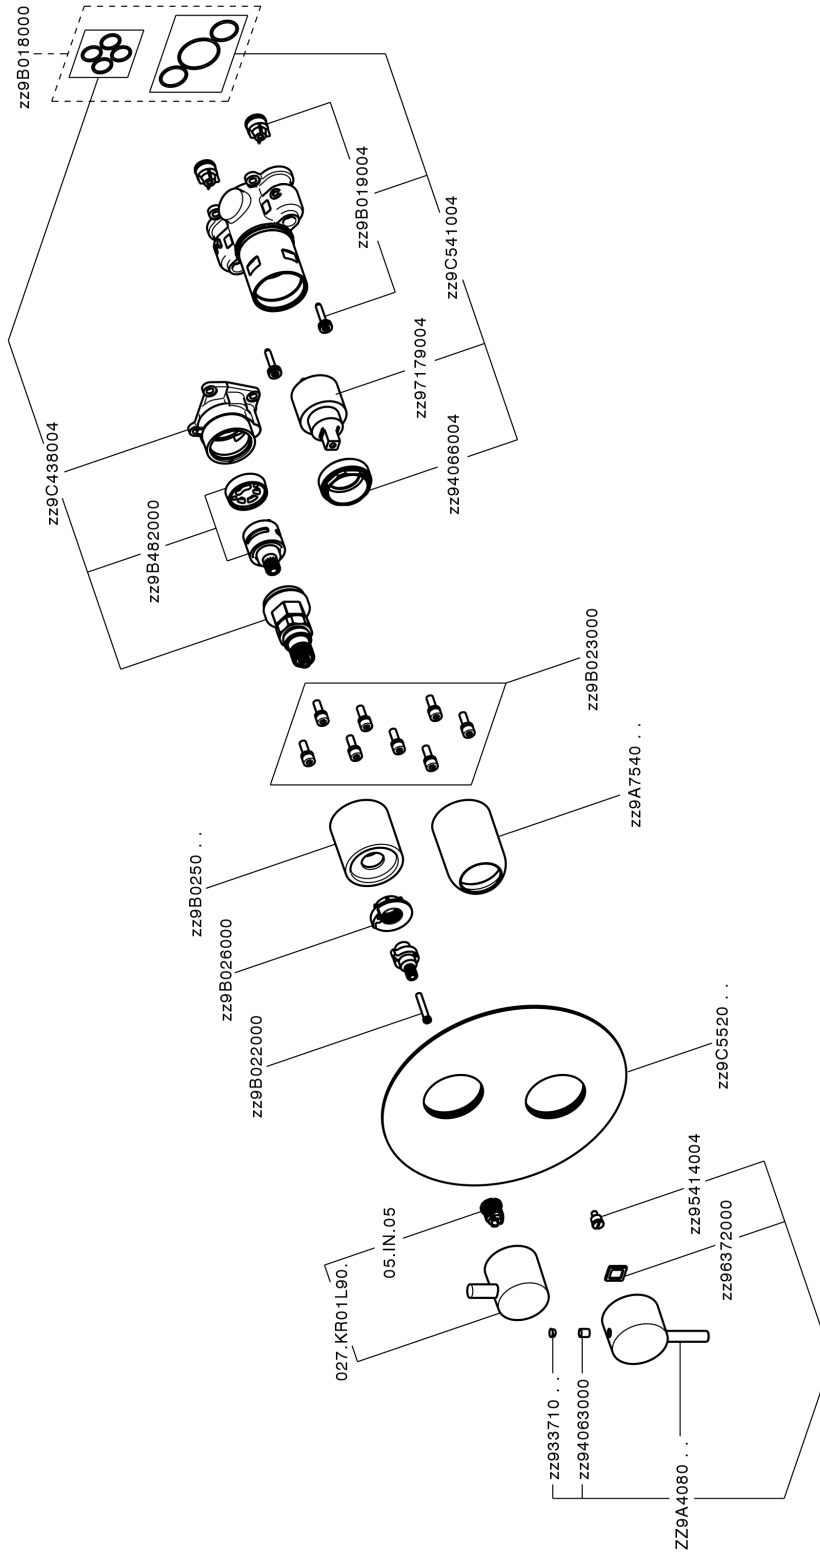 zz9B018000
zz9B019004
zz9C541004
zz97179004
zz94066004
zz9C438004
zz9B482000
zz9B023000
zz9A7540 . .
zz9B0250 . .
zz9B026000
zz9B022000
zz9C5520 . .
zz95414004
zz96372000
05.IN.05
027.KR01L90.
zz933710 . .
zz94063000
ZZ9A4080 . .